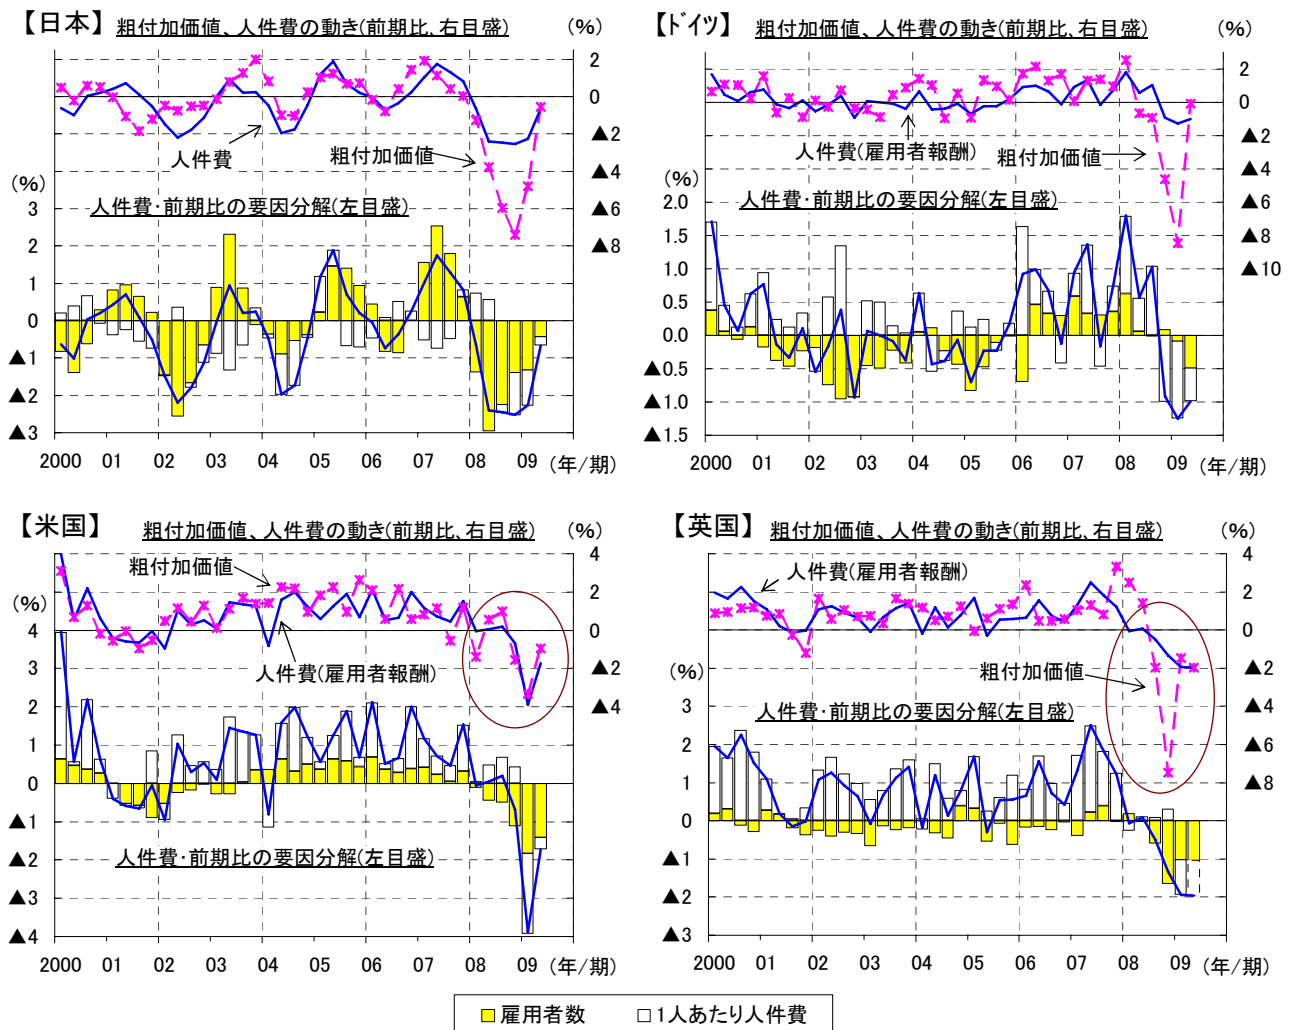 【日本】 粗付加価値、人件費の動き(前期比、右目盛) (%)
2
0
▲2
▲4
▲6
▲8
人件費
粗付加価値
(%)
人件費・前期比の要因分解(左目盛)
3
2
1
0
▲1
▲2
▲3
2000 01 02 03 04 05 06 07 08 09 (年/期)
【ドイツ】 粗付加価値、人件費の動き(前期比、右目盛) (%)
2
0
▲2
▲4
▲6
▲8
▲10
人件費(雇用者報酬)
粗付加価値
(%)
人件費・前期比の要因分解(左目盛)
2.0
1.5
1.0
0.5
0.0
▲0.5
▲1.0
▲1.5
2000 01 02 03 04 05 06 07 08 09 (年/期)
【米国】 粗付加価値、人件費の動き(前期比、右目盛) (%)
4
2
0
▲2
▲4
粗付加価値
人件費(雇用者報酬)
(%)
人件費・前期比の要因分解(左目盛)
4
3
2
1
0
▲1
▲2
▲3
▲4
2000 01 02 03 04 05 06 07 08 09 (年/期)
【英国】 粗付加価値、人件費の動き(前期比、右目盛) (%)
4
2
0
▲2
▲4
▲6
▲8
人件費(雇用者報酬)
粗付加価値
(%)
人件費・前期比の要因分解(左目盛)
3
2
1
0
▲1
▲2
▲3
2000 01 02 03 04 05 06 07 08 09 (年/期)
雇用者数 1人あたり人件費